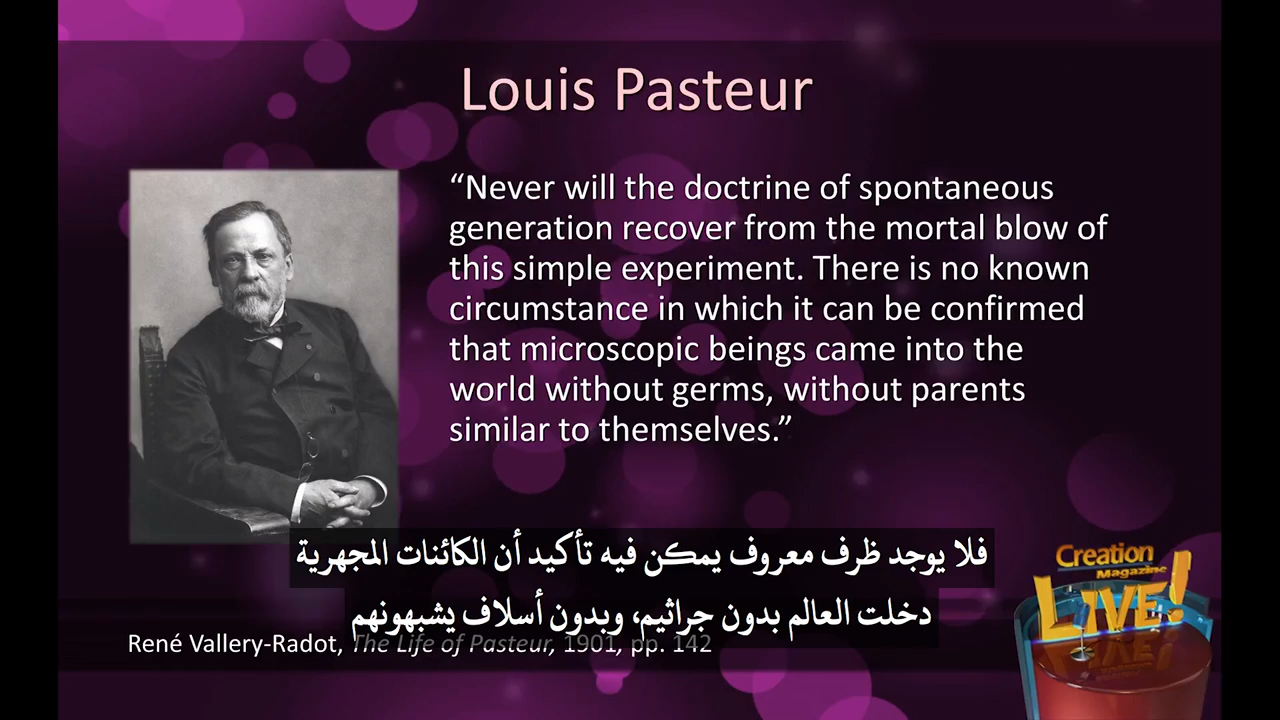 Louis Pasteur
“Never will the doctrine of spontaneous
generation recover from the mortal blow of
this simple experiment. There is no known
circumstance in which it can be confirmed
that microscopic beings came into the
world without germs, without parents
similar to themselves.”
فلا يوجد ظرف معروف يمكن فيه تأكيد أن الكائنات المجهرية
دخلت العالم بدون جراثيم، وبدون أسلاف يشبهونهم
René Vallery-Radot, The Life of Pasteur, 1901, pp. 142
Creation
Magazine
LIVE!